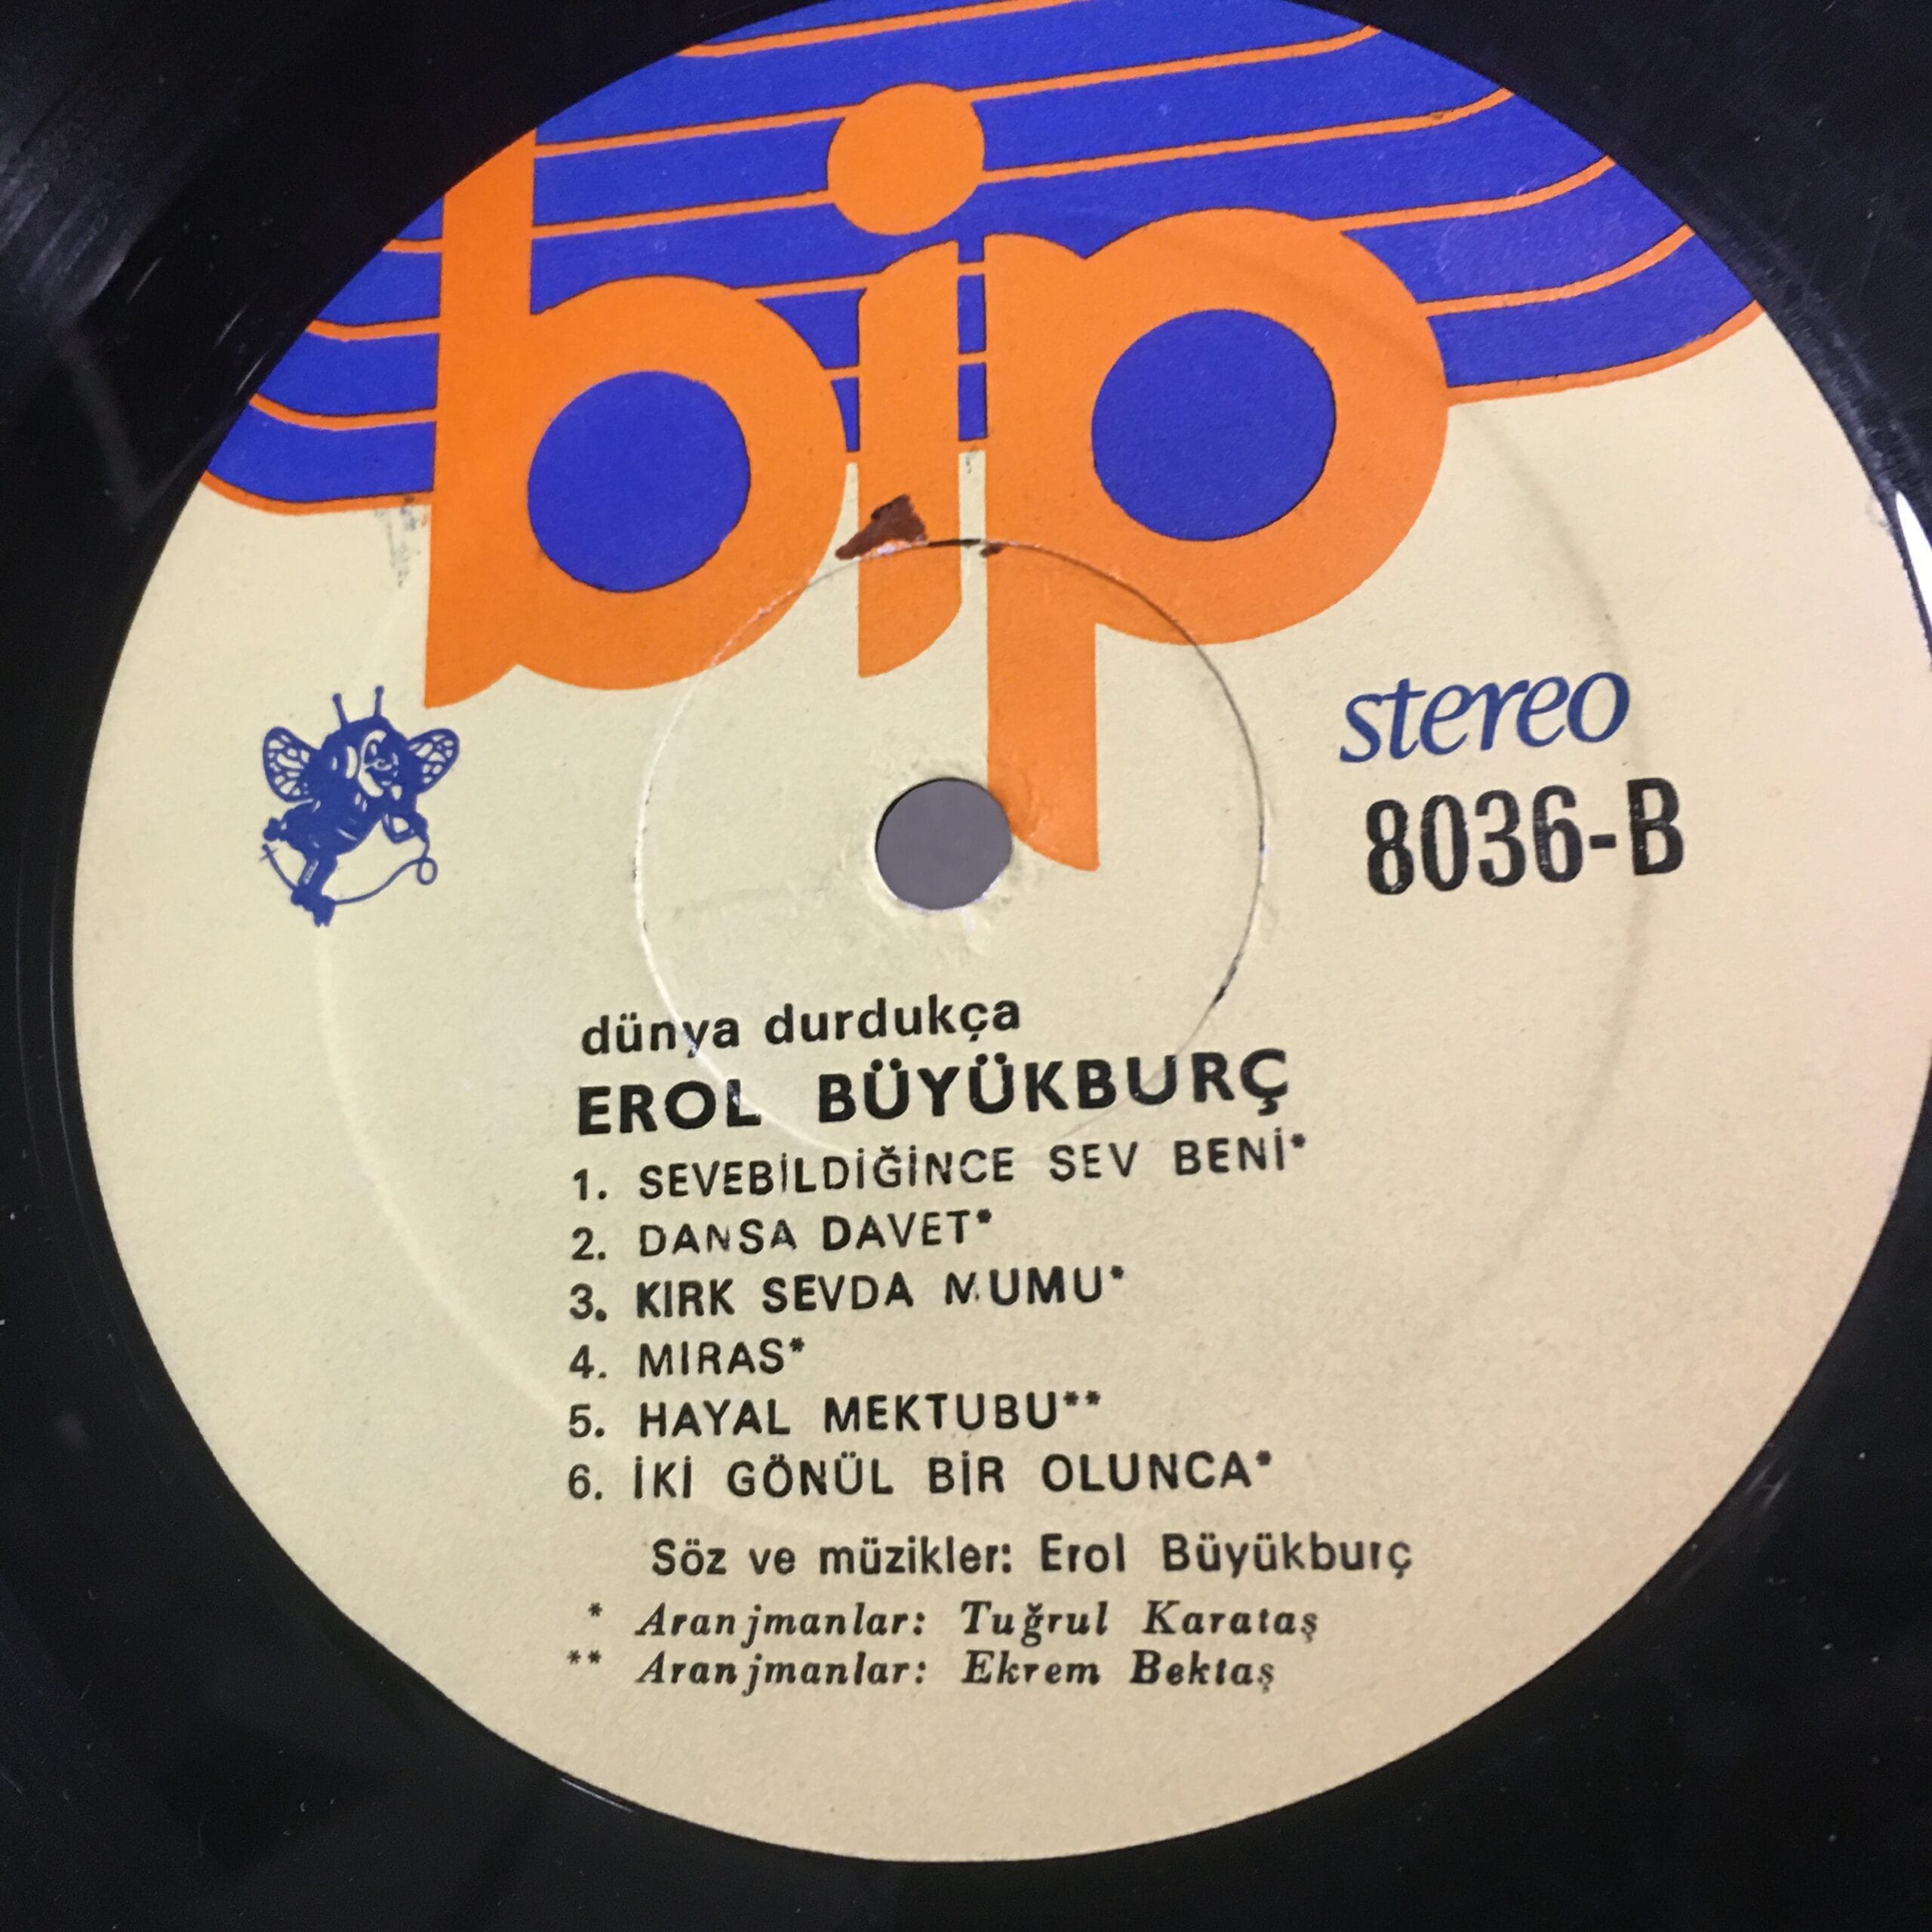 bip
stereo
8036-B
dünya durdukça
EROL BÜYÜKBURÇ
1. SEVEBİLDİĞİNCE SEV BENİ*
2. DANSA DAVET*
3. KIRK SEVDA MUMU*
4. MIRAS*
5. HAYAL MEKTUBU**
6. İKİ GÖNÜL BİR OLUNCA*
Söz ve müzikler: Erol Büyükburç
* Aranjmanlar: Tuğrul Karataş
** Aranjmanlar: Ekrem Bektaş